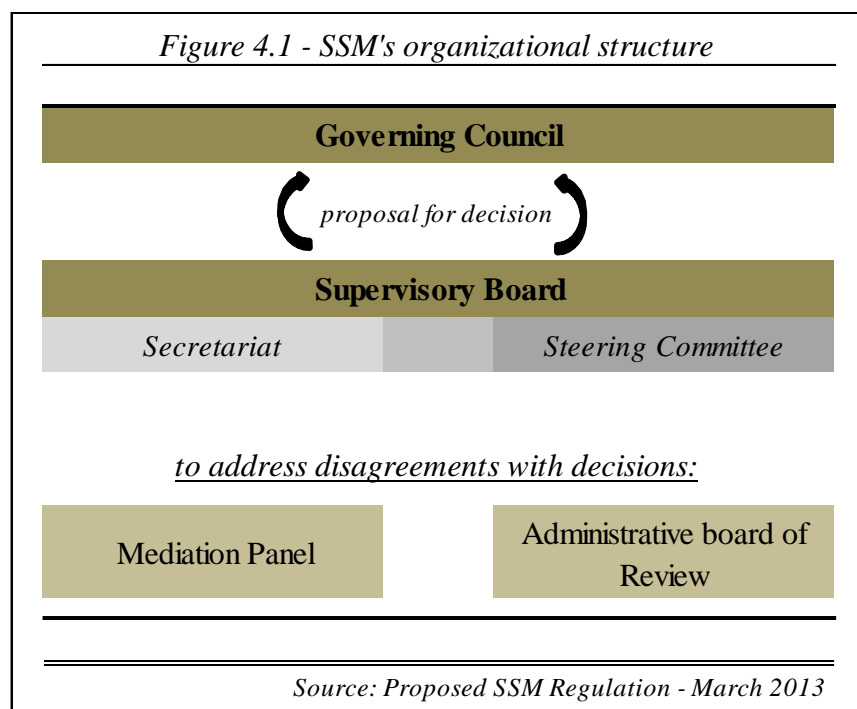 Figure 4.1 - SSM's organizational structure
Governing Council
proposal for decision
Supervisory Board
Secretariat
Steering Committee
to address disagreements with decisions:
Mediation Panel
Administrative board of
Review
Source: Proposed SSM Regulation - March 2013